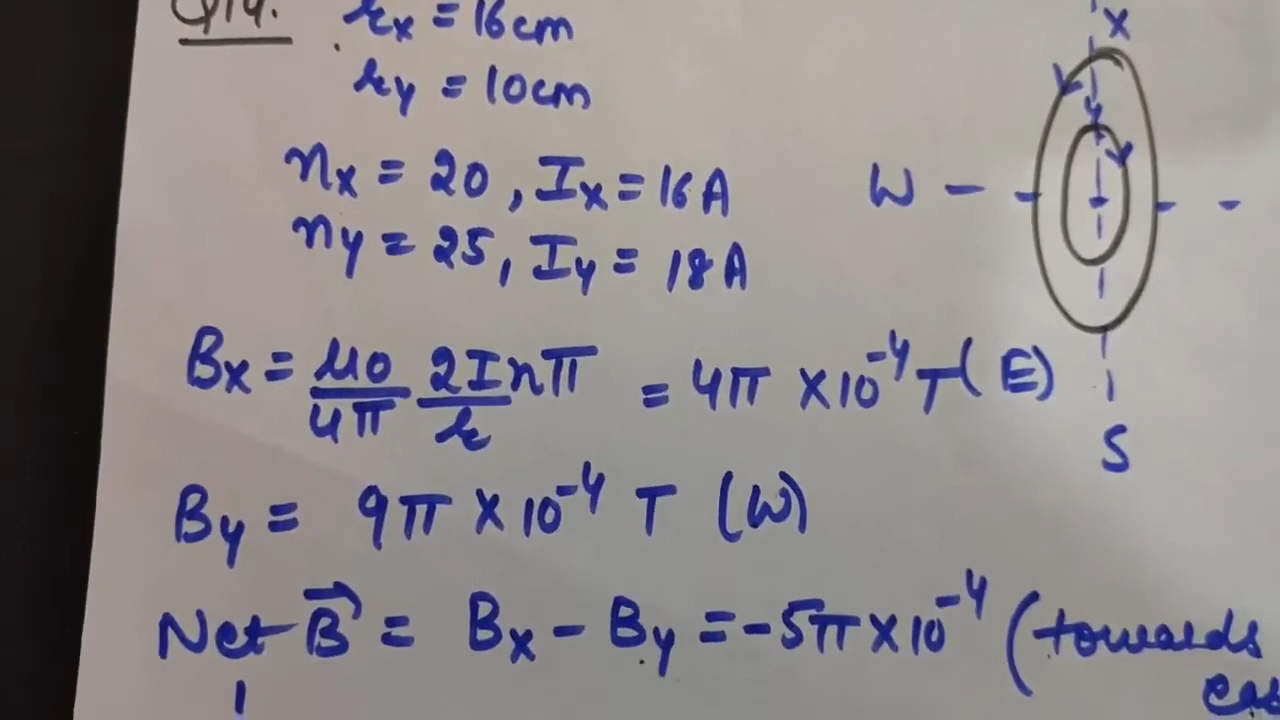 Q14.
rx = 16cm
ry = 10cm
nx = 20, Ix = 16A
ny = 25, Iy = 18A
X
Y
W
S
Bx = μ0/4π 2Inπ/r = 4π × 10⁻⁴ T (E)
By = 9π × 10⁻⁴ T (W)
Net B⃗ = Bx - By = -5π × 10⁻⁴ (towards